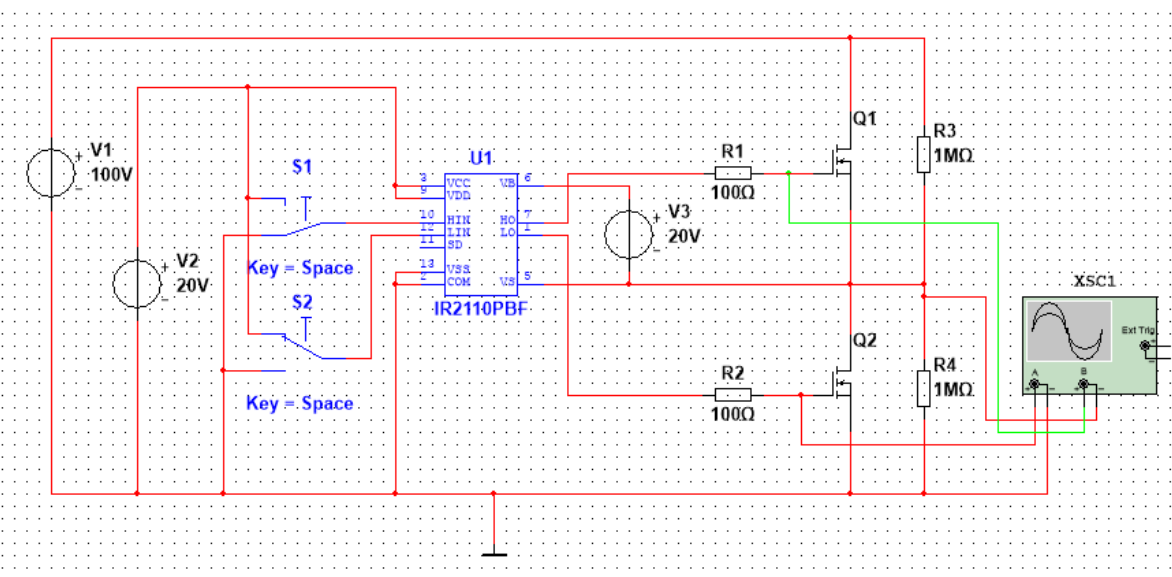 V1
100V
V2
20V
S1
Key = Space
S2
Key = Space
U1
3
VCC
9
VDD
10
HIN
12
LIN
11
SD
13
VSS
2
COM
VB
6
HO
7
LO
1
VS
5
IR2110PBF
V3
20V
R1
100Ω
R2
100Ω
Q1
Q2
R3
1MΩ
R4
1MΩ
XSC1
Ext Trig
+
−
A
B
+
−
+
−